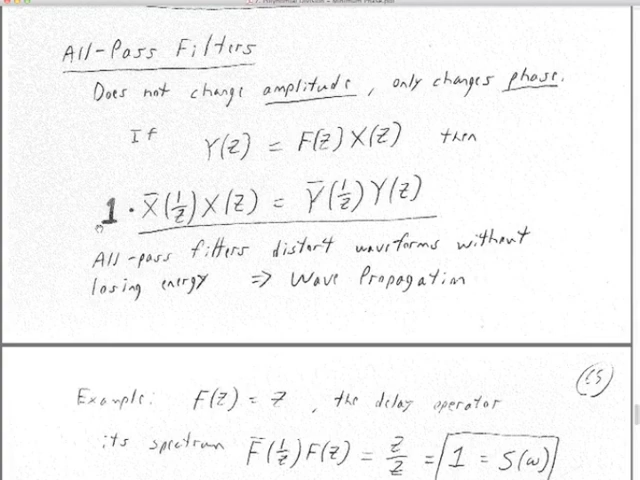 All-Pass Filters
Does not change amplitude, only changes phase.
If Y(Z) = F(Z) X(Z) then
1 · X̄(1/Z) X(Z) = Ȳ(1/Z) Y(Z)
All-pass filters distort waveforms without
losing energy => Wave Propagation
Example: F(Z) = Z, the delay operator
its spectrum F̄(1/Z) F(Z) = Z/Z = 1 = S(ω)